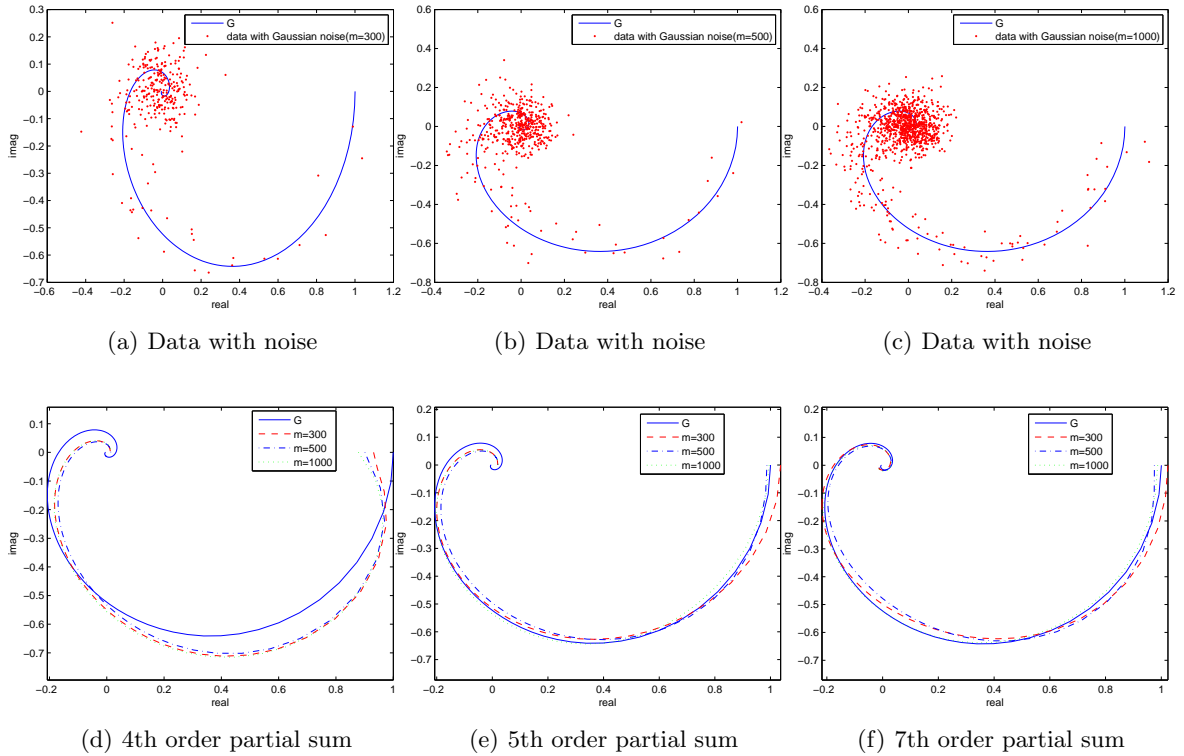 G
data with Gaussian noise(m=300)
0.3
0.2
0.1
0
−0.1
−0.2
−0.3
−0.4
−0.5
−0.6
−0.7
imag
−0.6 −0.4 −0.2 0 0.2 0.4 0.6 0.8 1 1.2
real
(a) Data with noise
G
data with Gaussian noise(m=500)
0.6
0.4
0.2
0
−0.2
−0.4
−0.6
−0.8
imag
−0.4 −0.2 0 0.2 0.4 0.6 0.8 1 1.2
real
(b) Data with noise
G
data with Gaussian noise(m=1000)
0.6
0.4
0.2
0
−0.2
−0.4
−0.6
−0.8
imag
−0.4 −0.2 0 0.2 0.4 0.6 0.8 1 1.2
real
(c) Data with noise
G
m=300
m=500
m=1000
0.1
0
−0.1
−0.2
−0.3
−0.4
−0.5
−0.6
−0.7
imag
−0.2 0 0.2 0.4 0.6 0.8 1
real
(d) 4th order partial sum
G
m=300
m=500
m=1000
0.2
0.1
0
−0.1
−0.2
−0.3
−0.4
−0.5
−0.6
−0.7
imag
−0.2 0 0.2 0.4 0.6 0.8 1
real
(e) 5th order partial sum
G
m=300
m=500
m=1000
0.2
0.1
0
−0.1
−0.2
−0.3
−0.4
−0.5
−0.6
−0.7
imag
−0.2 0 0.2 0.4 0.6 0.8 1
real
(f) 7th order partial sum